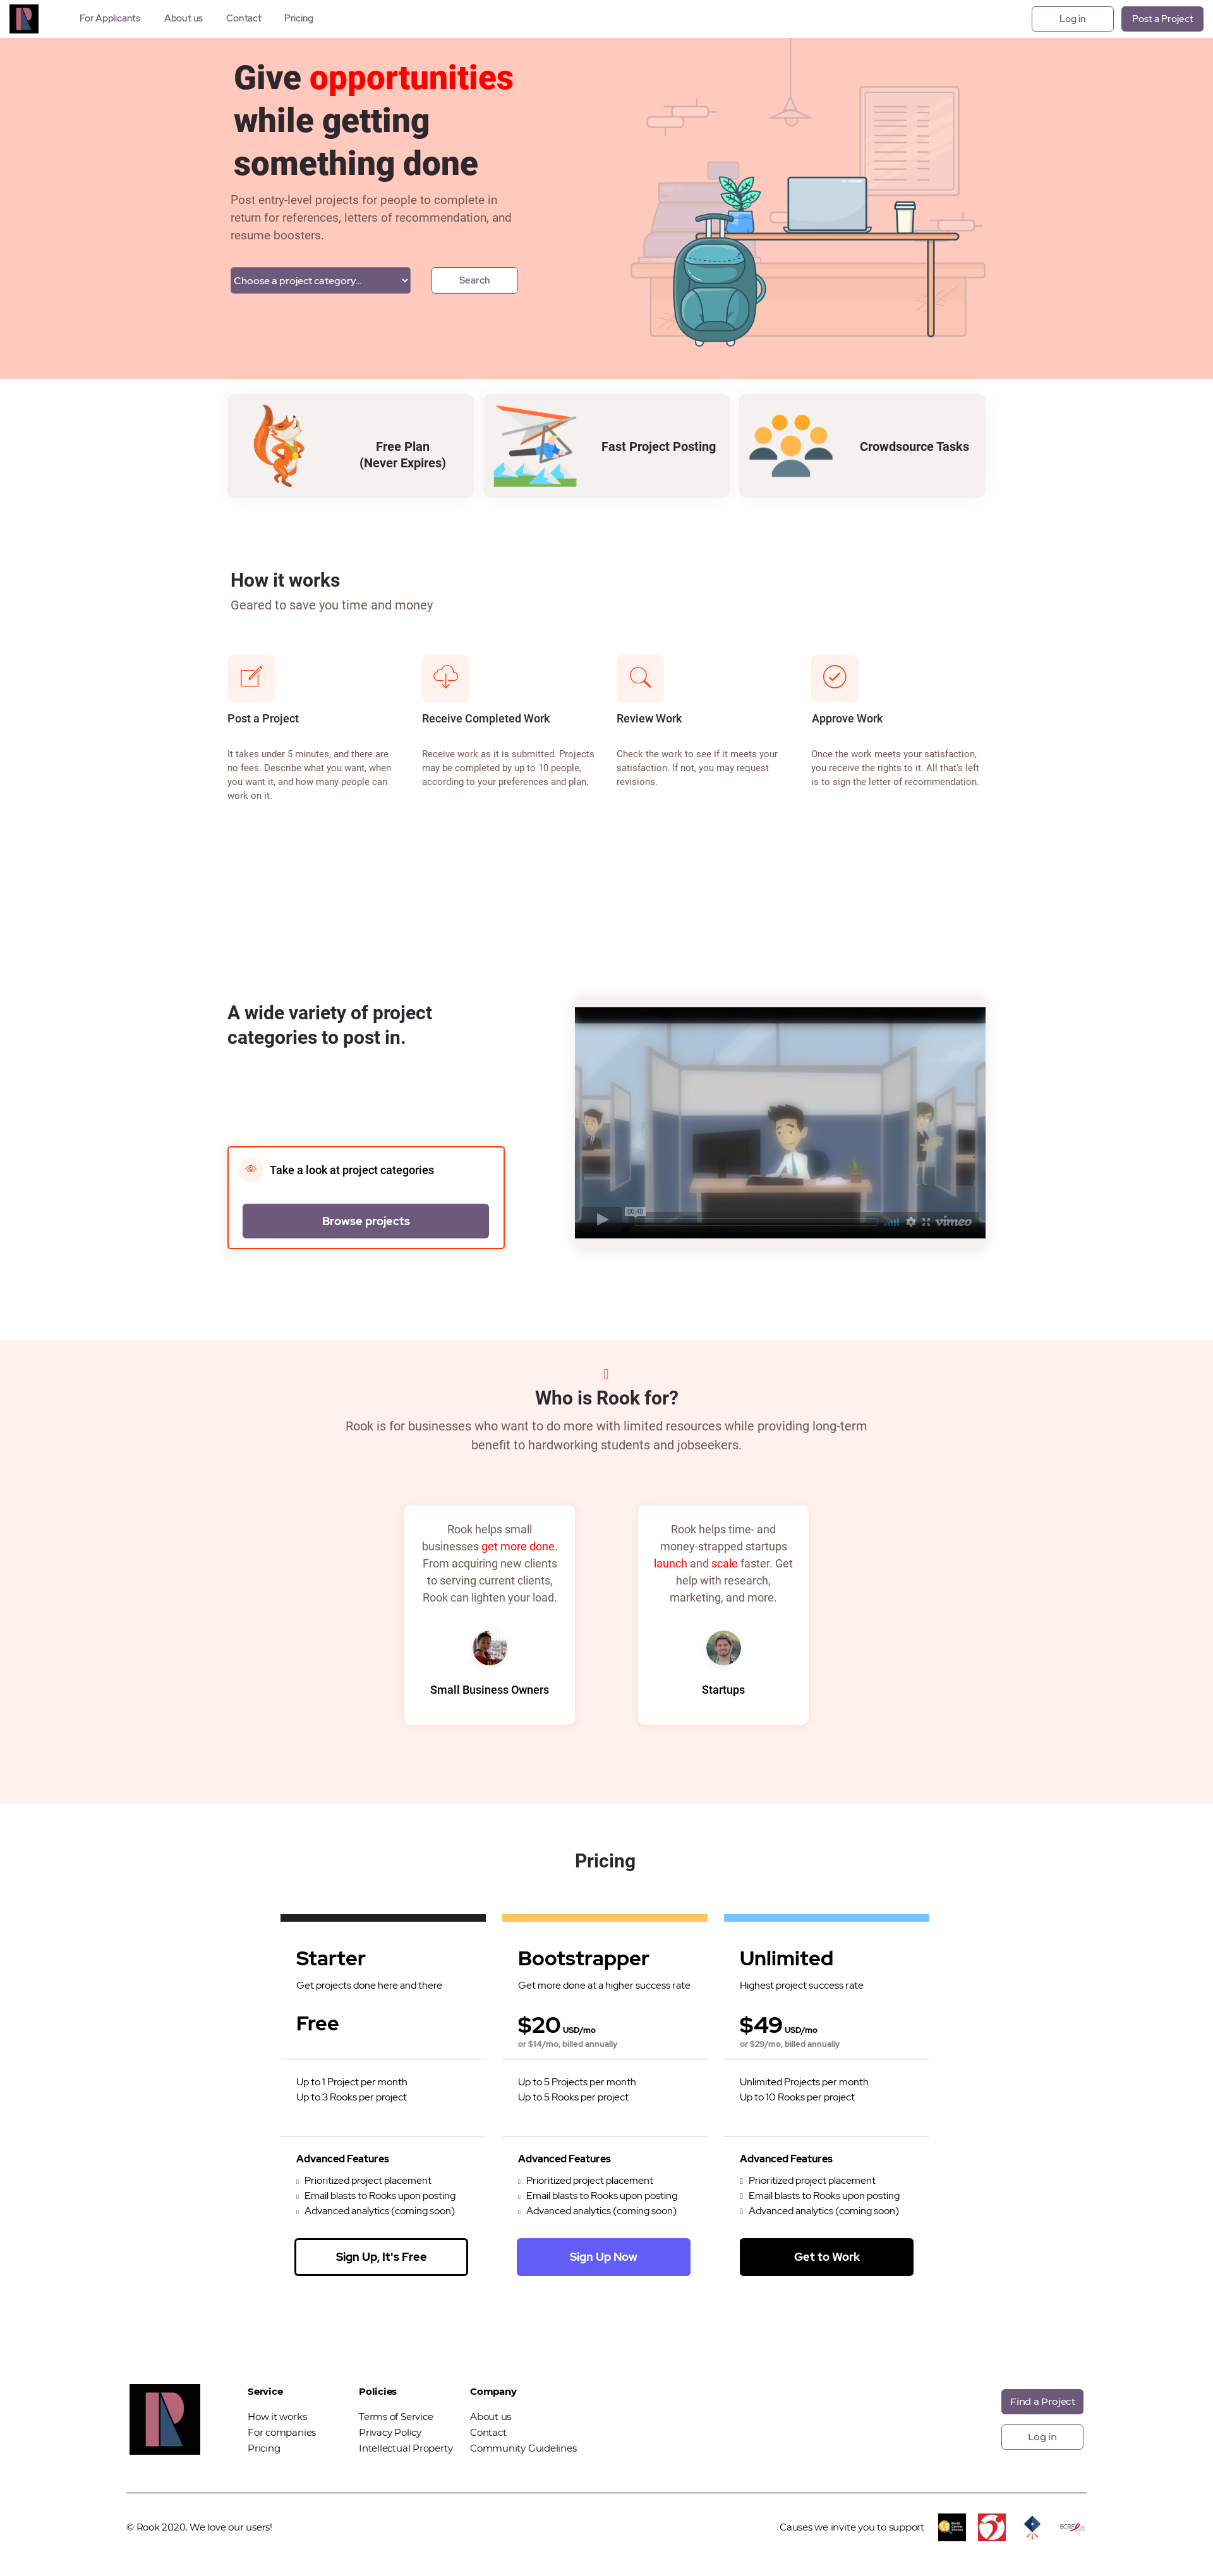 For Applicants About us Contact Pricing Log in Post a Project
Give opportunities
while getting
something done
Post entry-level projects for people to complete in
return for references, letters of recommendation, and
resume boosters.
Choose a project category... Search
Free Plan
(Never Expires)
Fast Project Posting
Crowdsource Tasks
How it works
Geared to save you time and money
Post a Project
It takes under 5 minutes, and there are
no fees. Describe what you want, when
you want it, and how many people can
work on it.
Receive Completed Work
Receive work as it is submitted. Projects
may be completed by up to 10 people,
according to your preferences and plan.
Review Work
Check the work to see if it meets your
satisfaction. If not, you may request
revisions.
Approve Work
Once the work meets your satisfaction,
you receive the rights to it. All that's left
is to sign the letter of recommendation.
A wide variety of project
categories to post in.
Take a look at project categories
Browse projects
00:48
vimeo
Who is Rook for?
Rook is for businesses who want to do more with limited resources while providing long-term
benefit to hardworking students and jobseekers.
Rook helps small
businesses get more done.
From acquiring new clients
to serving current clients,
Rook can lighten your load.
Small Business Owners
Rook helps time- and
money-strapped startups
launch and scale faster. Get
help with research,
marketing, and more.
Startups
Pricing
Starter
Get projects done here and there
Free
Up to 1 Project per month
Up to 3 Rooks per project
Advanced Features
Prioritized project placement
Email blasts to Rooks upon posting
Advanced analytics (coming soon)
Sign Up, It's Free
Bootstrapper
Get more done at a higher success rate
$20 USD/mo
or $14/mo, billed annually
Up to 5 Projects per month
Up to 5 Rooks per project
Advanced Features
Prioritized project placement
Email blasts to Rooks upon posting
Advanced analytics (coming soon)
Sign Up Now
Unlimited
Highest project success rate
$49 USD/mo
or $29/mo, billed annually
Unlimited Projects per month
Up to 10 Rooks per project
Advanced Features
Prioritized project placement
Email blasts to Rooks upon posting
Advanced analytics (coming soon)
Get to Work
Service
How it works
For companies
Pricing
Policies
Terms of Service
Privacy Policy
Intellectual Property
Company
About us
Contact
Community Guidelines
Find a Project
Log in
© Rook 2020. We love our users!
Causes we invite you to support
World
Central
Kitchen
BCRF